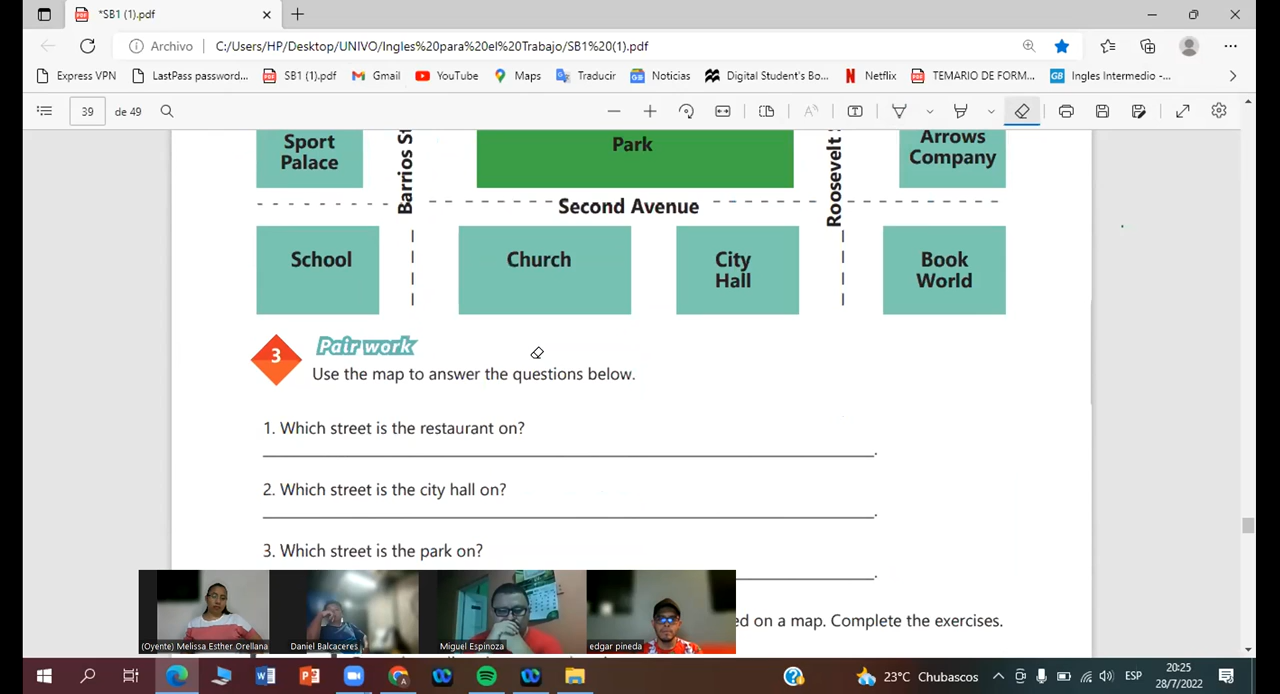 *SB1 (1).pdf
Archivo C:/Users/HP/Desktop/UNIVO/Ingles%20para%20el%20Trabajo/SB1%20(1).pdf
Express VPN LastPass password... SB1 (1).pdf Gmail YouTube Maps Traducir Noticias Digital Student's Bo... Netflix TEMARIO DE FORM... Ingles Intermedio -...
39 de 49
Sport
Palace
Barrios S
Park
Roosevelt
Arrows
Company
Second Avenue
School
Church
City
Hall
Book
World
3 Pair work
Use the map to answer the questions below.
1. Which street is the restaurant on?
2. Which street is the city hall on?
3. Which street is the park on?
ed on a map. Complete the exercises.
(Oyente) Melissa Esther Orellana
Daniel Balcaceres
Miguel Espinoza
edgar pineda
23°C Chubascos
ESP
20:25
28/7/2022